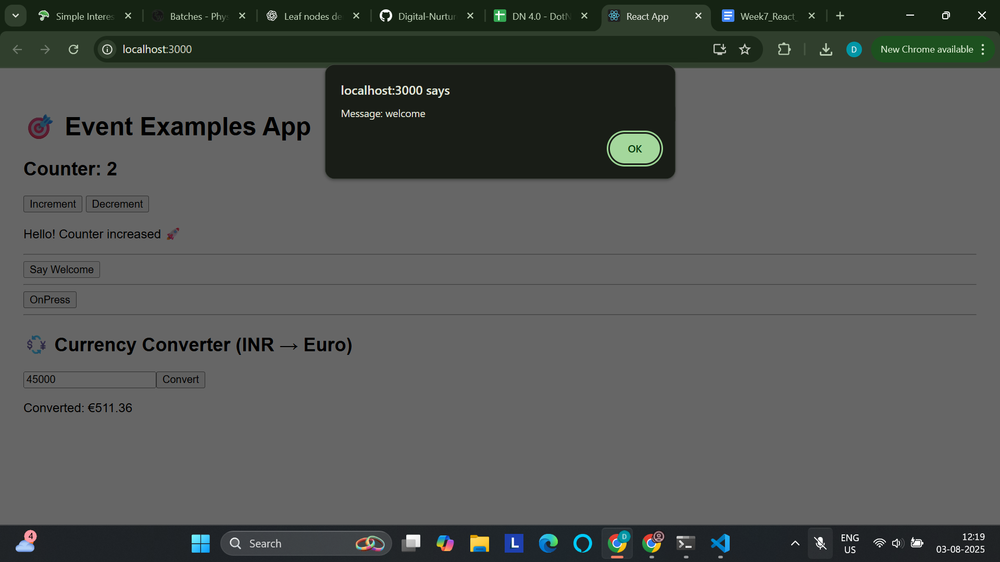 Simple Interes
Batches - Phys
Leaf nodes de
Digital-Nurtur
DN 4.0 - DotN
React App
Week7_React_
localhost:3000
D
New Chrome available
localhost:3000 says
Message: welcome
OK
Event Examples App
Counter: 2
Increment Decrement
Hello! Counter increased 🚀
Say Welcome
OnPress
Currency Converter (INR → Euro)
45000 Convert
Converted: €511.36
4
Search
L
D
ENG
US
12:19
03-08-2025